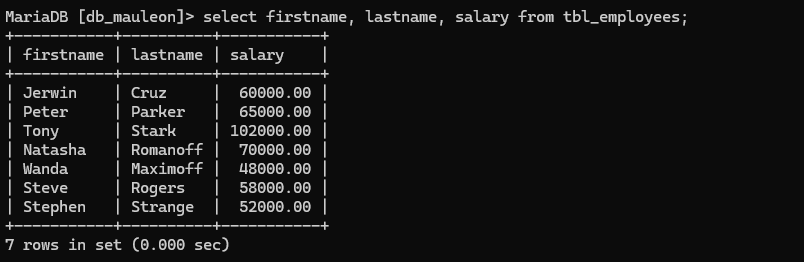 MariaDB [db_mauleon]> select firstname, lastname, salary from tbl_employees;
+-----------+----------+-----------+
| firstname | lastname | salary    |
+-----------+----------+-----------+
| Jerwin    | Cruz     |  60000.00 |
| Peter     | Parker   |  65000.00 |
| Tony      | Stark    | 102000.00 |
| Natasha   | Romanoff |  70000.00 |
| Wanda     | Maximoff |  48000.00 |
| Steve     | Rogers   |  58000.00 |
| Stephen   | Strange  |  52000.00 |
+-----------+----------+-----------+
7 rows in set (0.000 sec)